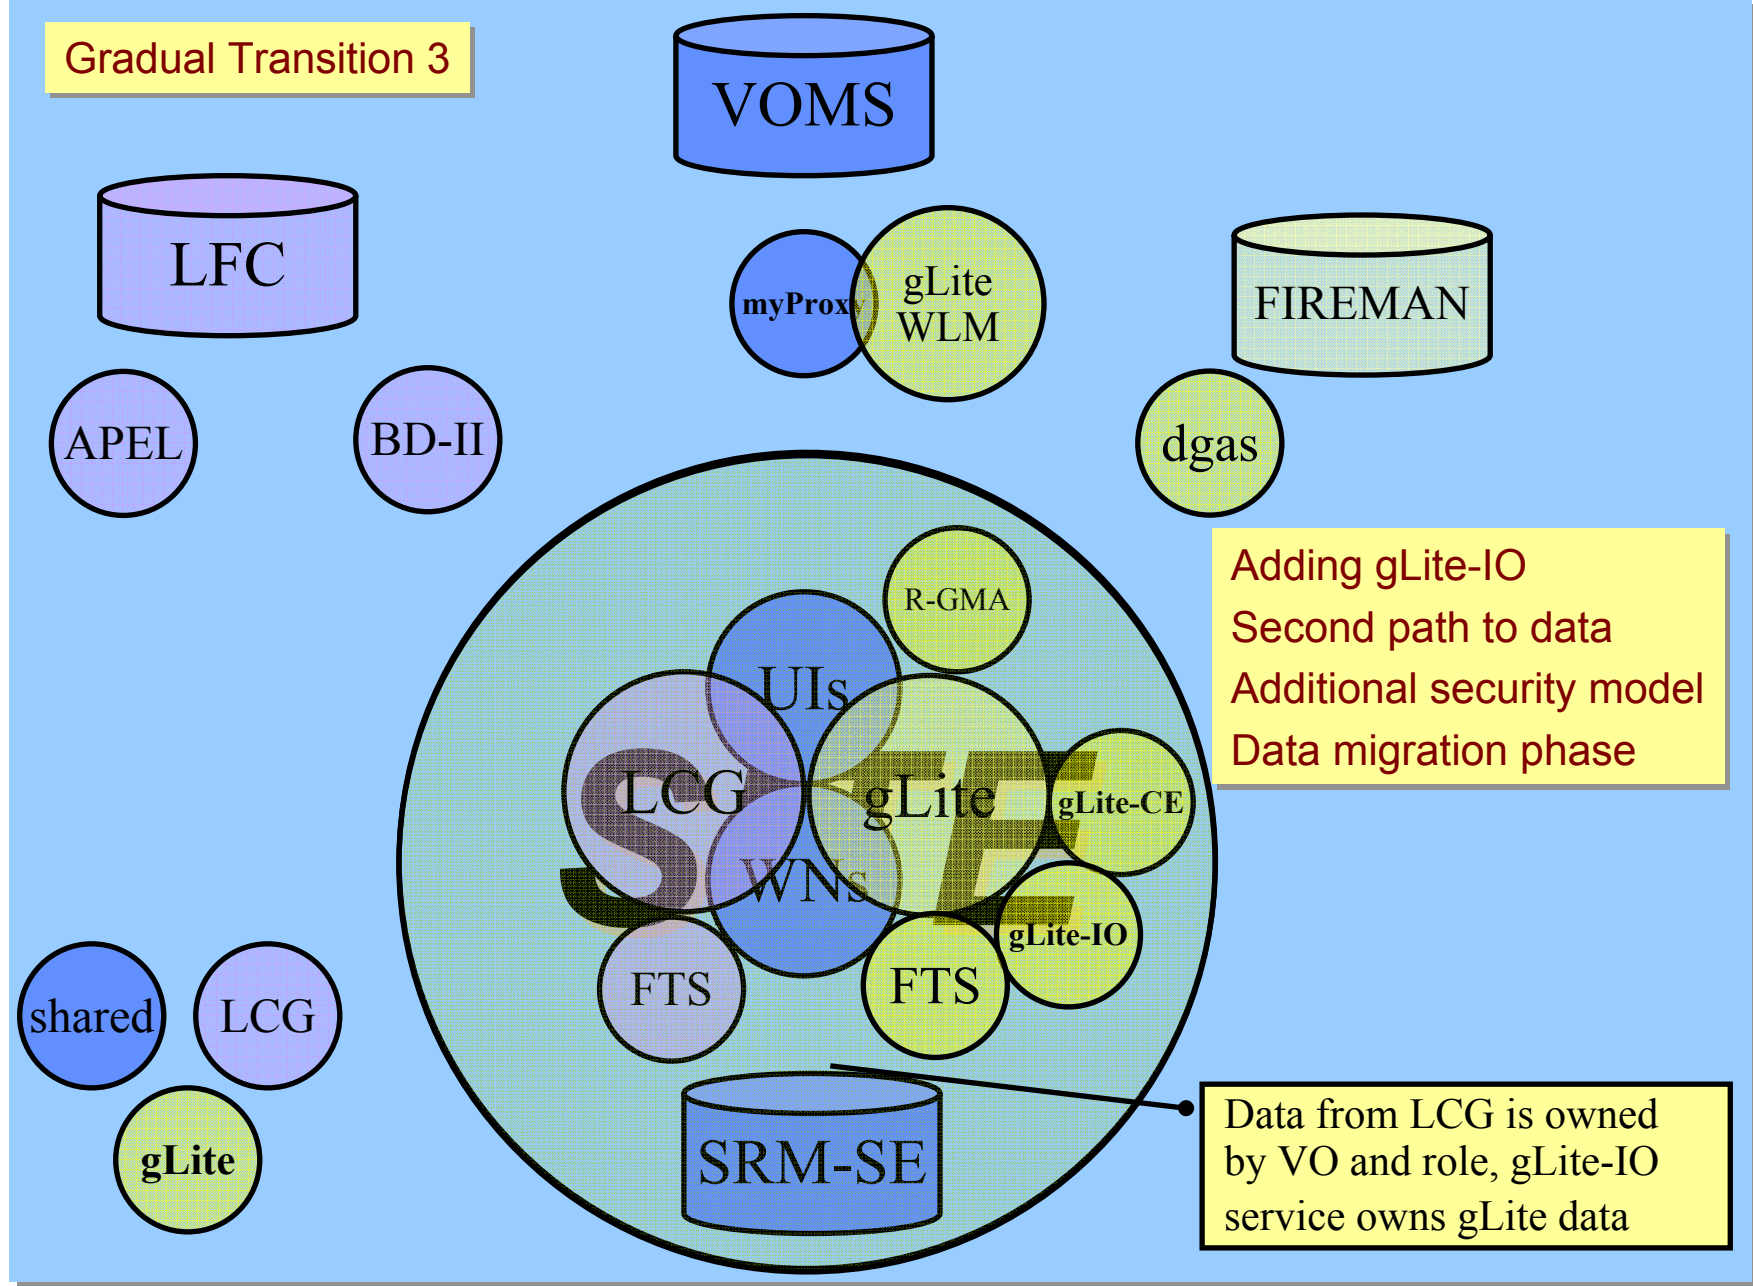 Gradual Transition 3
VOMS
LFC
myProxy
gLite
WLM
FIREMAN
APEL
BD-II
dgas
R-GMA
Adding gLite-IO
Second path to data
Additional security model
Data migration phase
UIs
LCG
gLite
gLite-CE
SITE
WNs
gLite-IO
FTS
FTS
shared
LCG
gLite
SRM-SE
Data from LCG is owned
by VO and role, gLite-IO
service owns gLite data